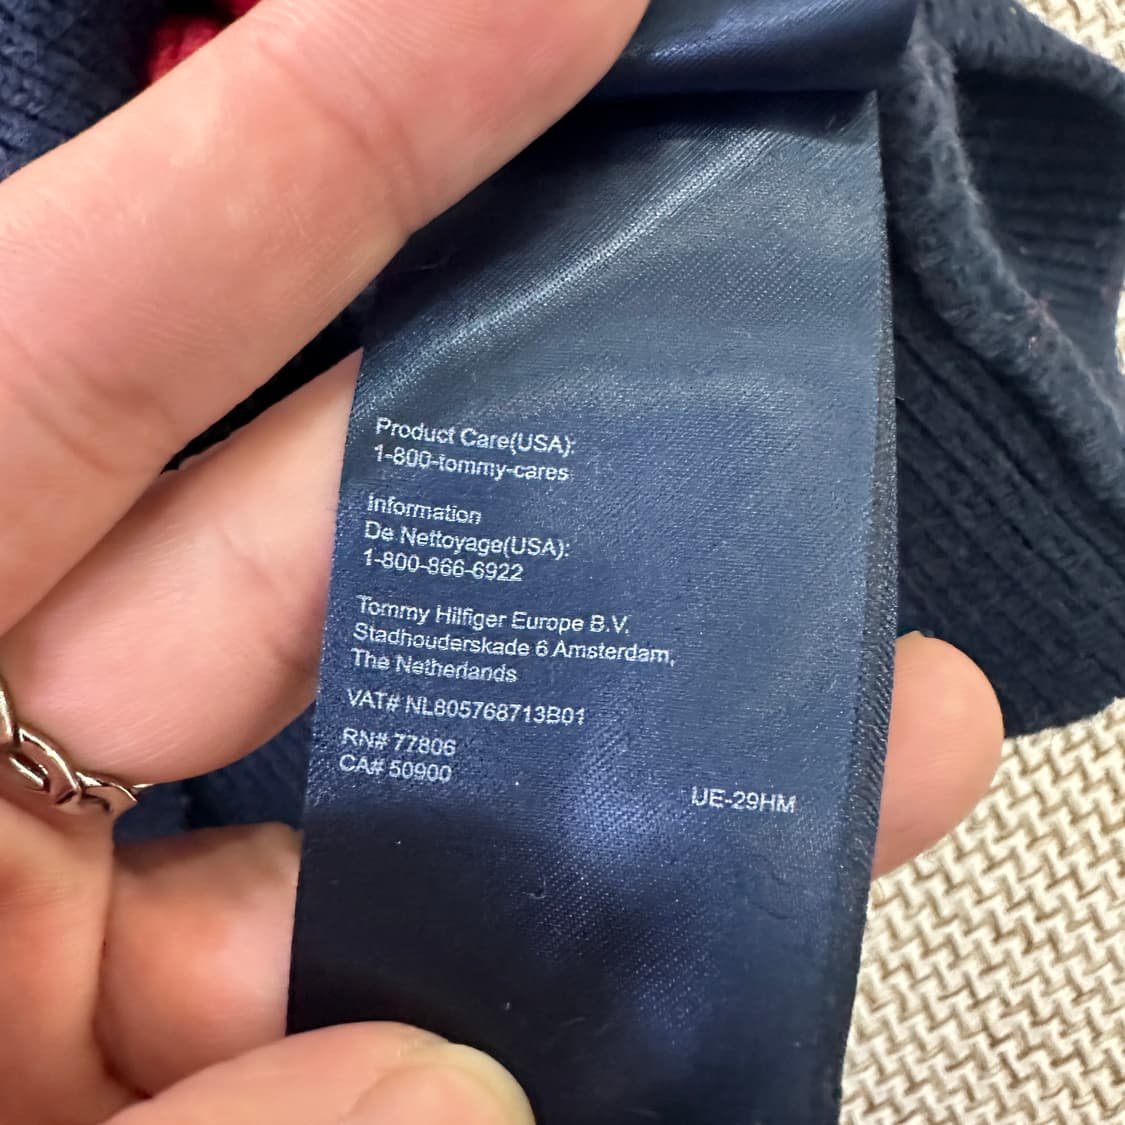 Product Care(USA):
1-800-tommy-cares
Information
De Nettoyage(USA):
1-800-866-6922
Tommy Hilfiger Europe B.V.
Stadhouderskade 6 Amsterdam,
The Netherlands
VAT# NL805768713B01
RN# 77806
CA# 50900
UE-29HM